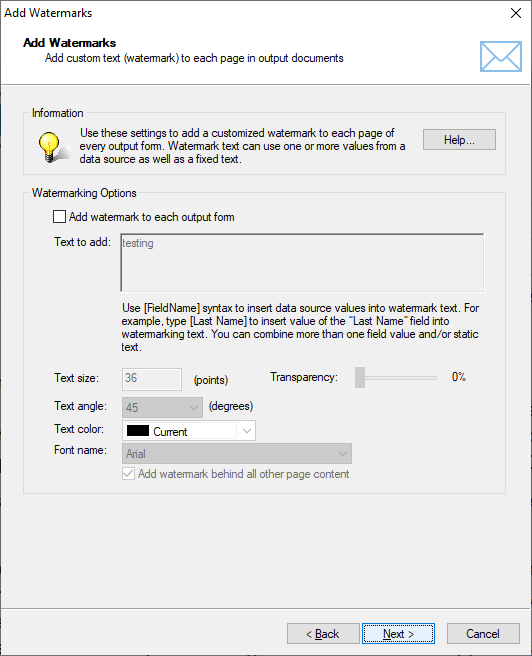 Add Watermarks
Add Watermarks
Add custom text (watermark) to each page in output documents
Information
Use these settings to add a customized watermark to each page of
every output form. Watermark text can use one or more values from a
data source as well as a fixed text.
Help...
Watermarking Options
Add watermark to each output form
Text to add:
testing
Use [FieldName] syntax to insert data source values into watermark text. For
example, type [Last Name] to insert value of the "Last Name" field into
watermarking text. You can combine more than one field value and/or static
text.
Text size:
36
(points)
Transparency:
0%
Text angle:
45
(degrees)
Text color:
Current
Font name:
Arial
Add watermark behind all other page content
< Back
Next >
Cancel